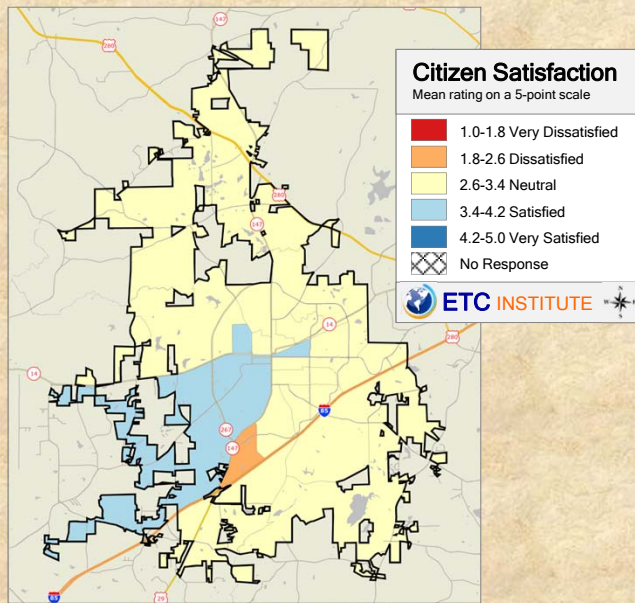 147
280
Citizen Satisfaction
Mean rating on a 5-point scale
1.0-1.8 Very Dissatisfied
1.8-2.6 Dissatisfied
2.6-3.4 Neutral
3.4-4.2 Satisfied
4.2-5.0 Very Satisfied
No Response
ETC INSTITUTE
N
W E
S
280
147
14
280
14
85
267
147
85
29